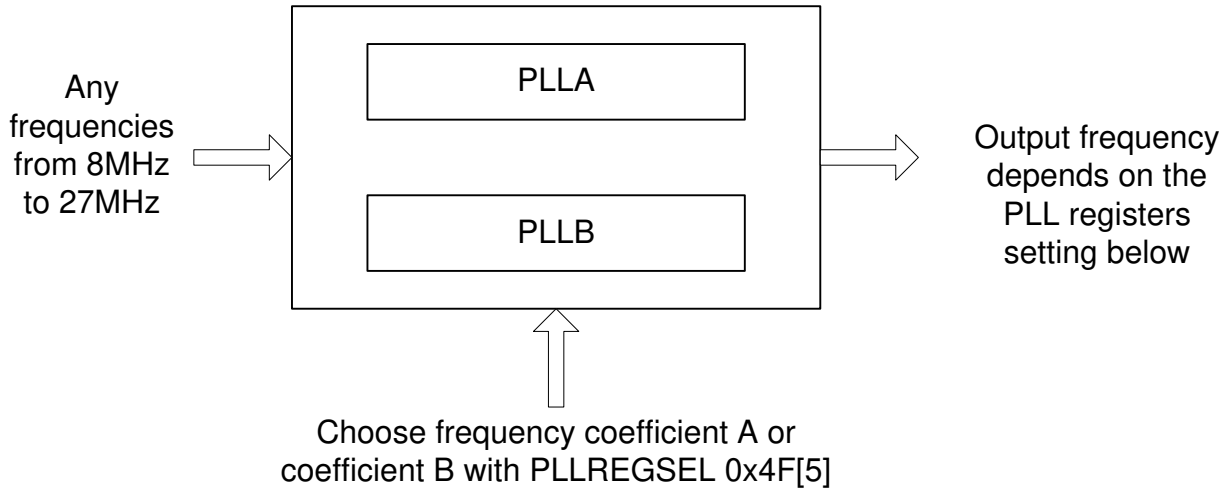 Any
frequencies
from 8MHz
to 27MHz
PLLA
PLLB
Output frequency
depends on the
PLL registers
setting below
Choose frequency coefficient A or
coefficient B with PLLREGSEL 0x4F[5]